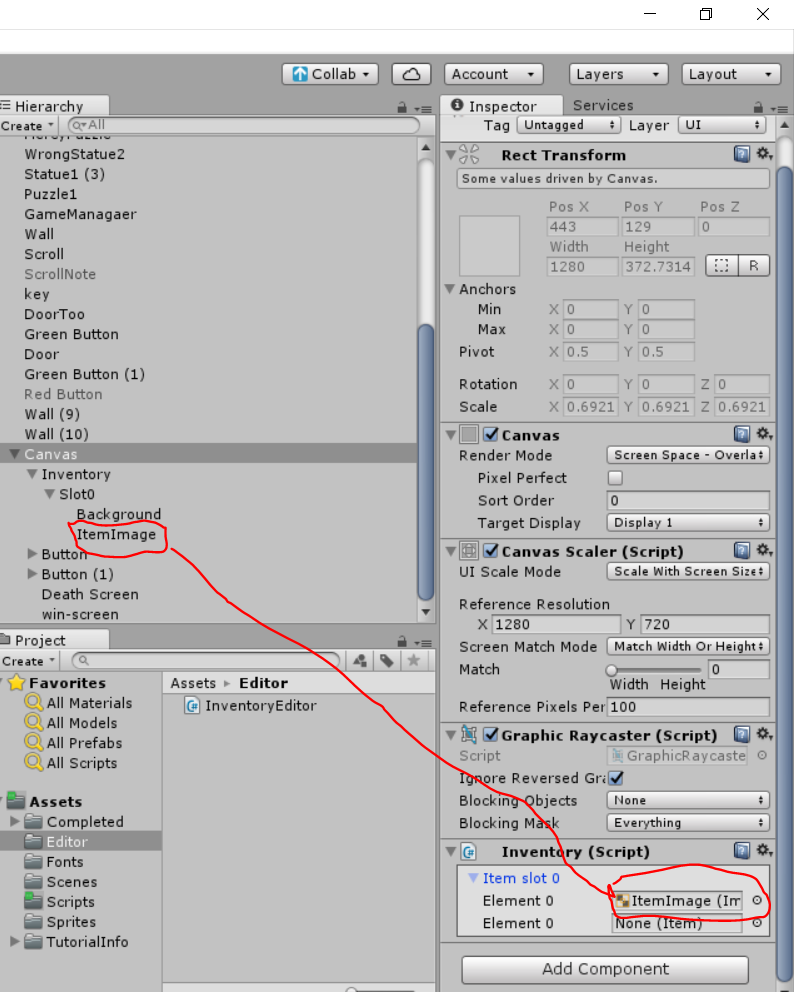 Collab
Account
Layers
Layout
Hierarchy
Create
All
WrongStatue2
Statue1 (3)
Puzzle1
GameManagaer
Wall
Scroll
ScrollNote
key
DoorToo
Green Button
Door
Green Button (1)
Red Button
Wall (9)
Wall (10)
Canvas
Inventory
Slot0
Background
ItemImage
Button
Button (1)
Death Screen
win-screen
Project
Create
Favorites
All Materials
All Models
All Prefabs
All Scripts
Assets
Completed
Editor
Fonts
Scenes
Scripts
Sprites
TutorialInfo
Assets Editor
InventoryEditor
Inspector Services
Tag Untagged Layer UI
Rect Transform
Some values driven by Canvas.
Pos X Pos Y Pos Z
443 129 0
Width Height
1280 372.7314
R
Anchors
Min X 0 Y 0
Max X 0 Y 0
Pivot X 0.5 Y 0.5
Rotation X 0 Y 0 Z 0
Scale X 0.6921 Y 0.6921 Z 0.6921
Canvas
Render Mode Screen Space - Overla
Pixel Perfect
Sort Order 0
Target Display Display 1
Canvas Scaler (Script)
UI Scale Mode Scale With Screen Size
Reference Resolution
X 1280 Y 720
Screen Match Mode Match Width Or Height
Match 0
Width Height
Reference Pixels Per 100
Graphic Raycaster (Script)
Script GraphicRaycaste
Ignore Reversed Gra
Blocking Objects None
Blocking Mask Everything
Inventory (Script)
Item slot 0
Element 0 ItemImage (Im
Element 0 None (Item)
Add Component